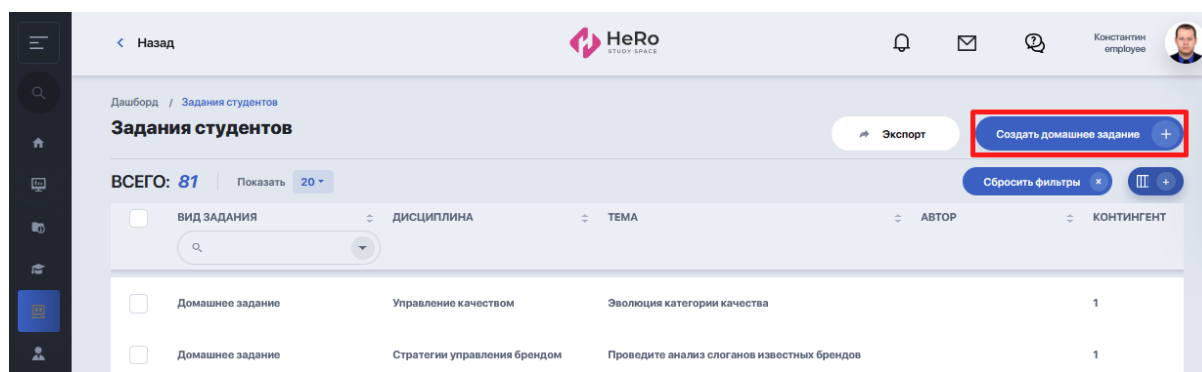 Назад
HeRo
STUDY SPACE
Константин
employee
Дашборд / Задания студентов
Задания студентов
Экспорт
Создать домашнее задание +
ВСЕГО: 81
Показать 20
Сбросить фильтры ×
+
ВИД ЗАДАНИЯ ДИСЦИПЛИНА ТЕМА АВТОР КОНТИНГЕНТ
Домашнее задание Управление качеством Эволюция категории качества 1
Домашнее задание Стратегии управления брендом Проведите анализ слоганов известных брендов 1